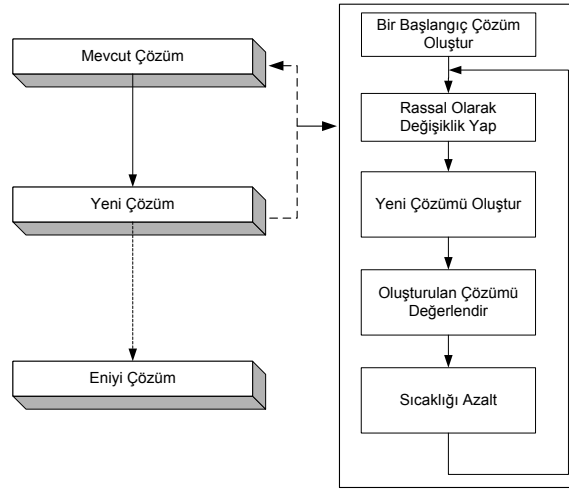 Mevcut Çözüm
Yeni Çözüm
Eniyi Çözüm
Bir Başlangıç Çözüm
Oluştur
Rassal Olarak
Değişiklik Yap
Yeni Çözümü Oluştur
Oluşturulan Çözümü
Değerlendir
Sıcaklığı Azalt